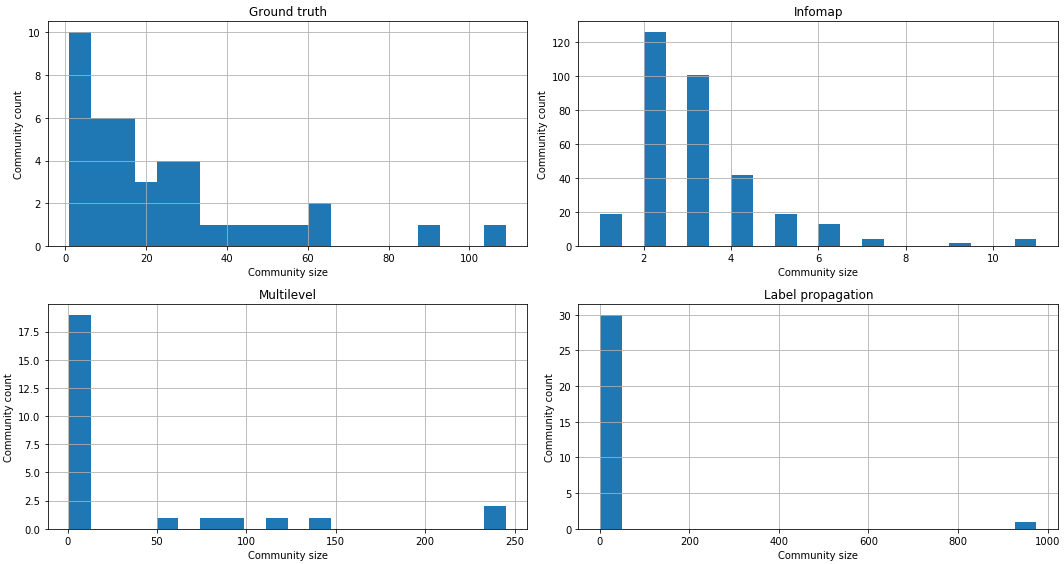 Ground truth
Community count
10
8
6
4
2
0
0 20 40 60 80 100
Community size
Infomap
Community count
120
100
80
60
40
20
0
2 4 6 8 10
Community size
Multilevel
Community count
17.5
15.0
12.5
10.0
7.5
5.0
2.5
0.0
0 50 100 150 200 250
Community size
Label propagation
Community count
30
25
20
15
10
5
0
0 200 400 600 800 1000
Community size